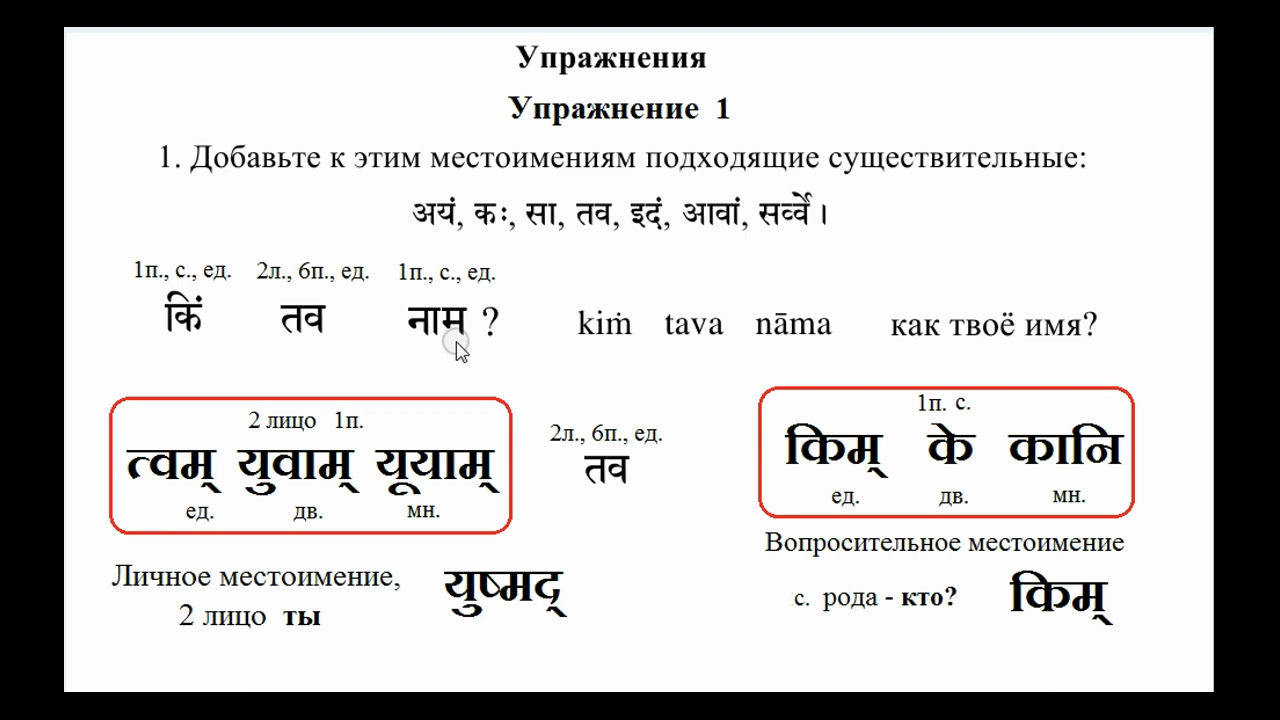 Упражнения
Упражнение 1
1. Добавьте к этим местоимениям подходящие существительные:
अयं, कः, सा, तव, इदं, आवां, सर्व्वे ।
1п., с., ед. 2л., 6п., ед. 1п., с., ед.
किं तव नाम ? kiṁ tava nāma как твоё имя?
2 лицо 1п.
त्वम् युवाम् यूयाम्
ед. дв. мн.
2л., 6п., ед.
तव
1п. с.
किम् के कानि
ед. дв. мн.
Личное местоимение,
2 лицо ты
युष्मद्
Вопросительное местоимение
с. рода - кто? किम्